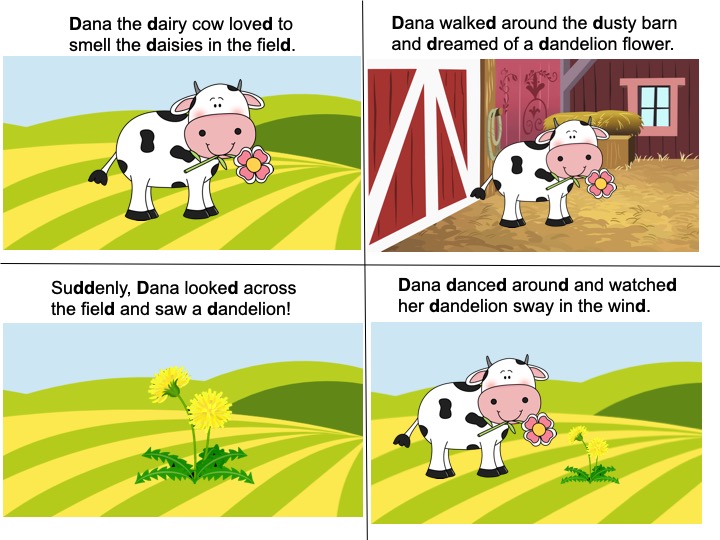 Dana the dairy cow loved to
smell the daisies in the field.
Dana walked around the dusty barn
and dreamed of a dandelion flower.
Suddenly, Dana looked across
the field and saw a dandelion!
Dana danced around and watched
her dandelion sway in the wind.